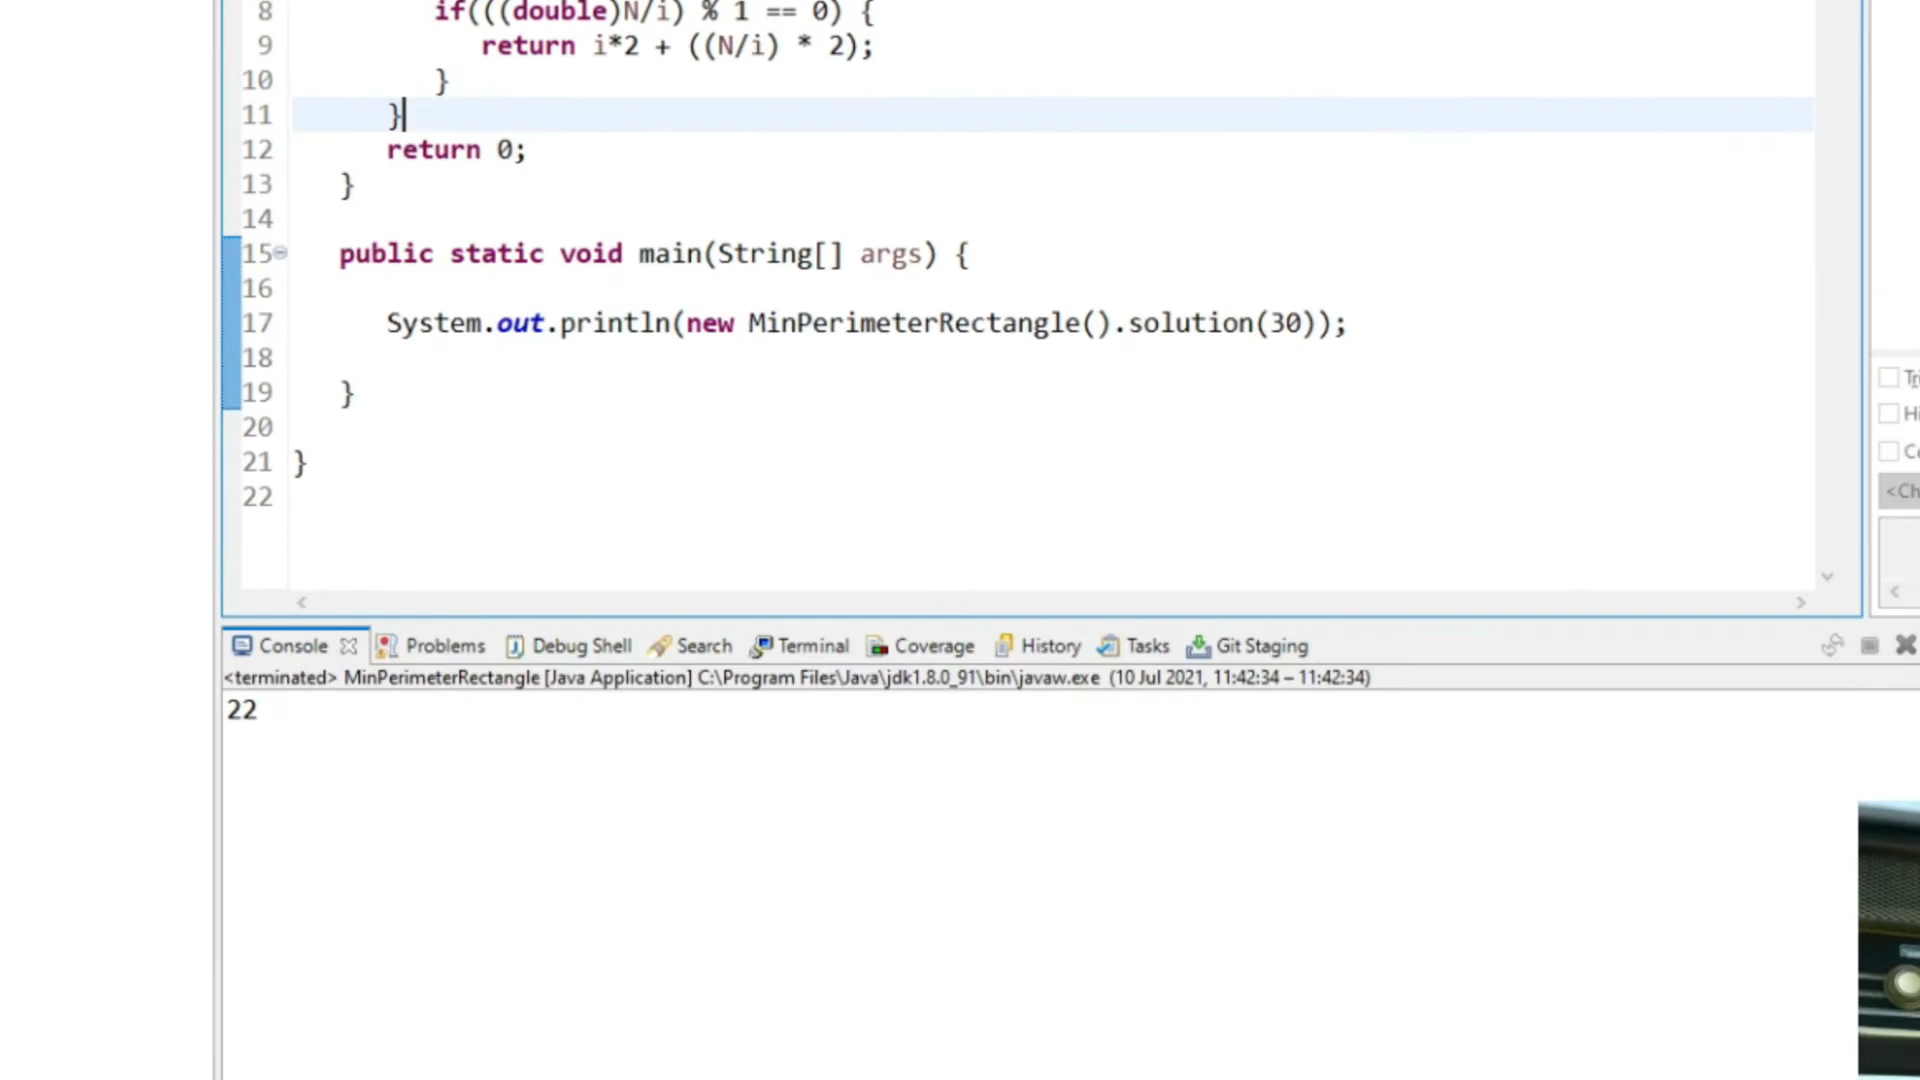 8 if(((double)N/i) % 1 == 0) {
9 return i*2 + ((N/i) * 2);
10 }
11 }
12 return 0;
13 }
14
15 public static void main(String[] args) {
16
17 System.out.println(new MinPerimeterRectangle().solution(30));
18
19 }
20
21 }
22
Console Problems Debug Shell Search Terminal Coverage History Tasks Git Staging
<terminated> MinPerimeterRectangle [Java Application] C:\Program Files\Java\jdk1.8.0_91\bin\javaw.exe (10 Jul 2021, 11:42:34 – 11:42:34)
22